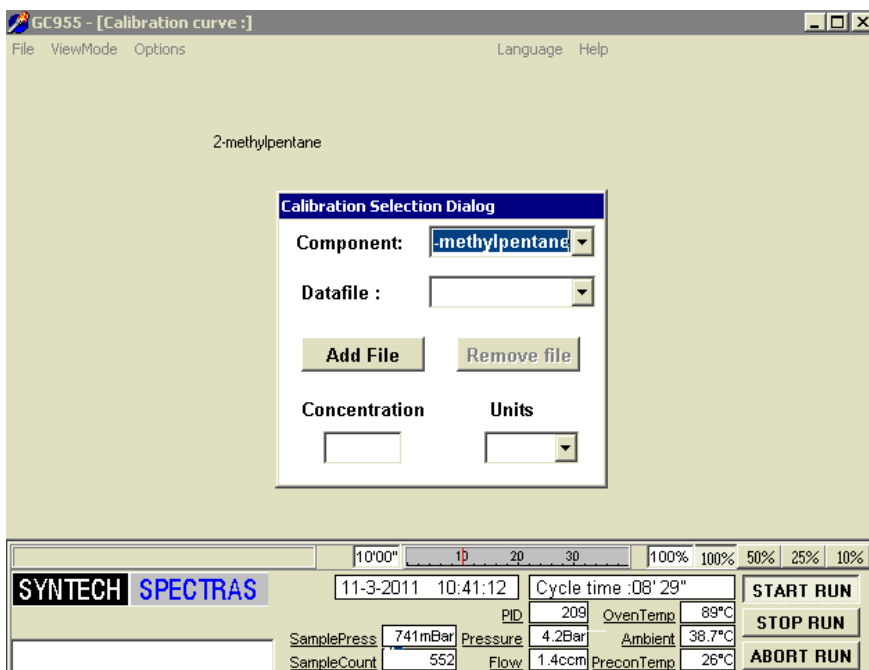 GC955 - [Calibration curve :]
File ViewMode Options Language Help
2-methylpentane
Calibration Selection Dialog
Component: -methylpentane
Datafile :
Add File Remove file
Concentration Units
10'00" 10 20 30 100% 100% 50% 25% 10%
SYNTECH SPECTRAS 11-3-2011 10:41:12 Cycle time :08' 29" START RUN
PID 209 OvenTemp 89°C STOP RUN
SamplePress 741mBar Pressure 4.2Bar Ambient 38.7°C
SampleCount 552 Flow 1.4ccm PreconTemp 26°C ABORT RUN